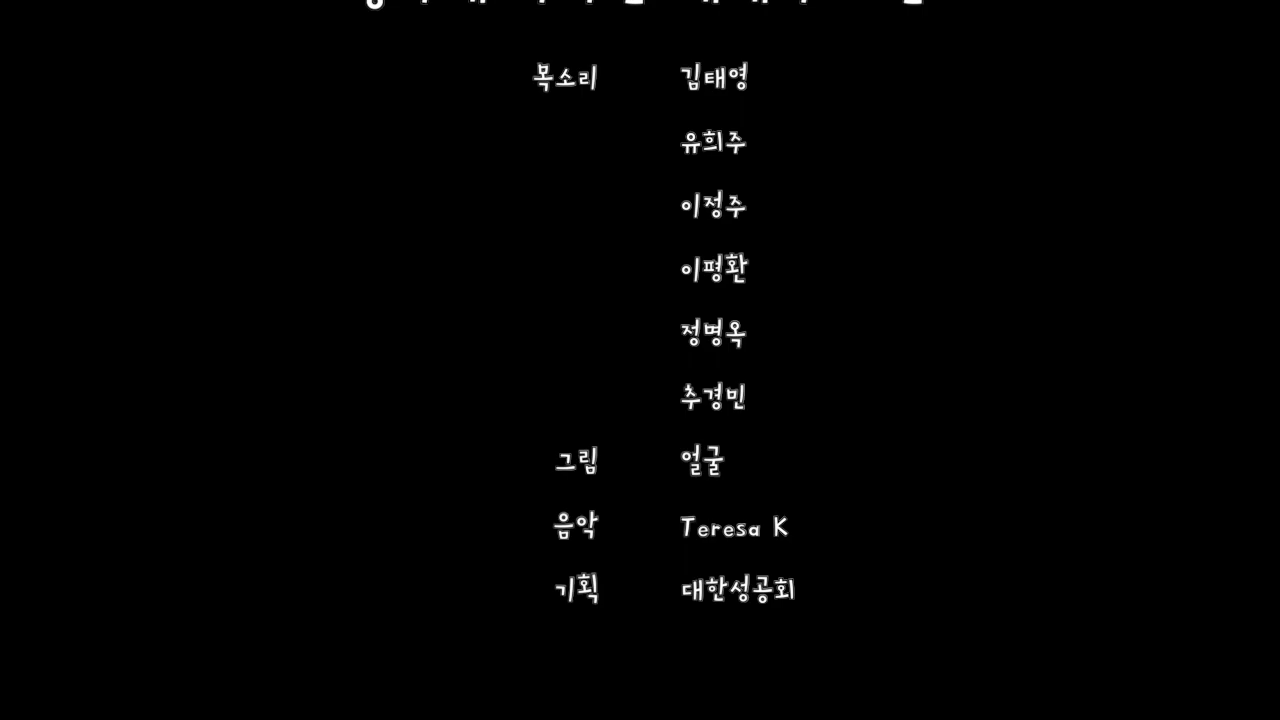 목소리 김태영
유희주
이정주
이평환
정명옥
추경민
그림 얼굴
음악 Teresa K
기획 대한성공회